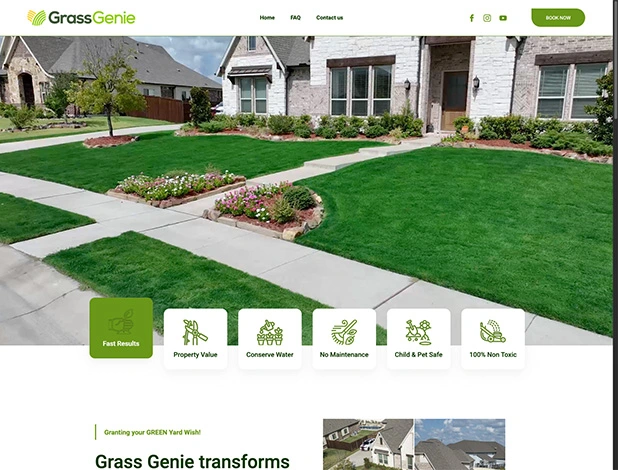 GrassGenie
Home FAQ Contact us
BOOK NOW
Fast Results
Property Value
Conserve Water
No Maintenance
Child & Pet Safe
100% Non Toxic
Granting your GREEN Yard Wish!
Grass Genie transforms